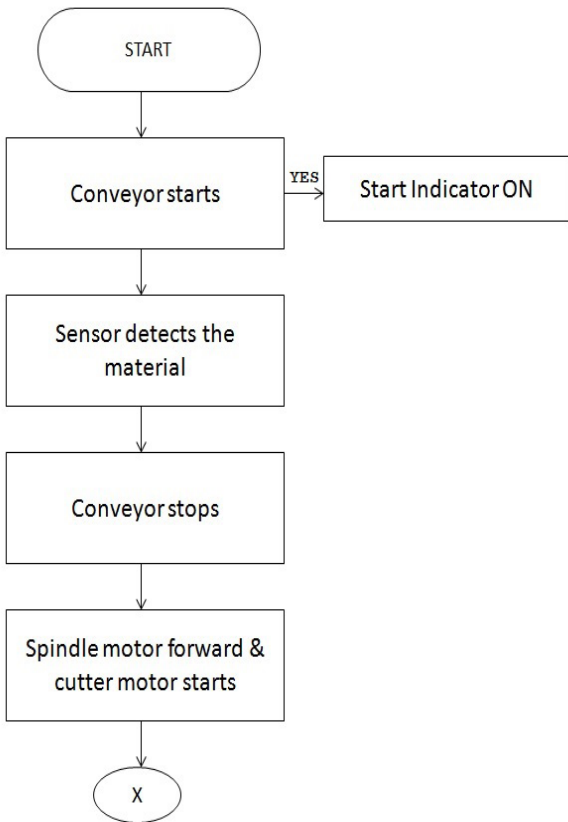 START
Conveyor starts
YES
Start Indicator ON
Sensor detects the
material
Conveyor stops
Spindle motor forward &
cutter motor starts
X